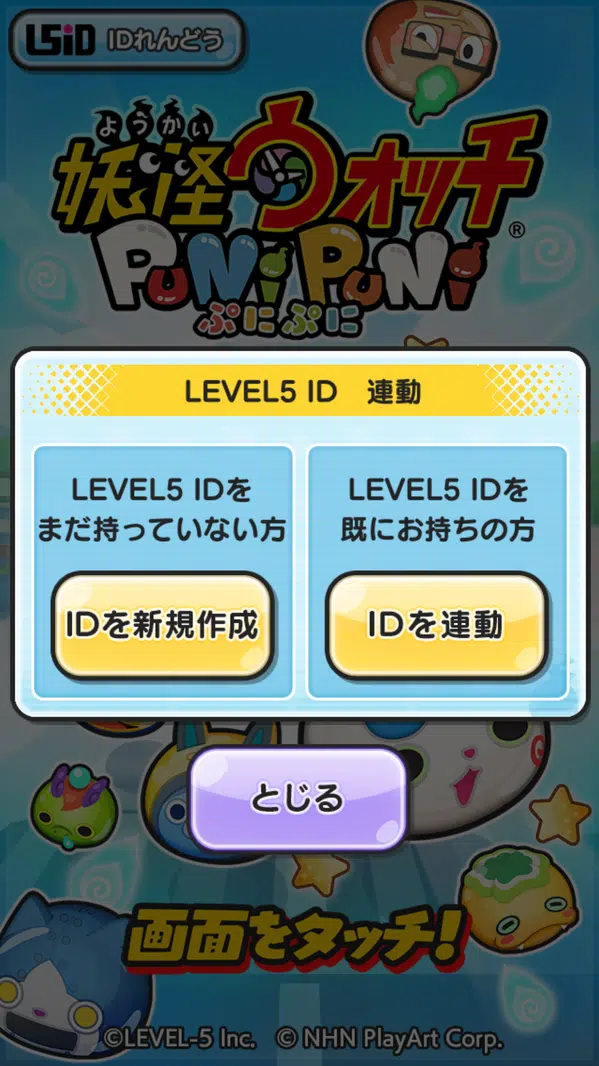 L5iD IDれんどう
ようかい
妖怪ウォッチ®
PUNiPUNi
ぷにぷに
LEVEL5 ID 連動
LEVEL5 IDを
まだ持っていない方
IDを新規作成
LEVEL5 IDを
既にお持ちの方
IDを連動
とじる
画面をタッチ!
©LEVEL-5 Inc. © NHN PlayArt Corp.